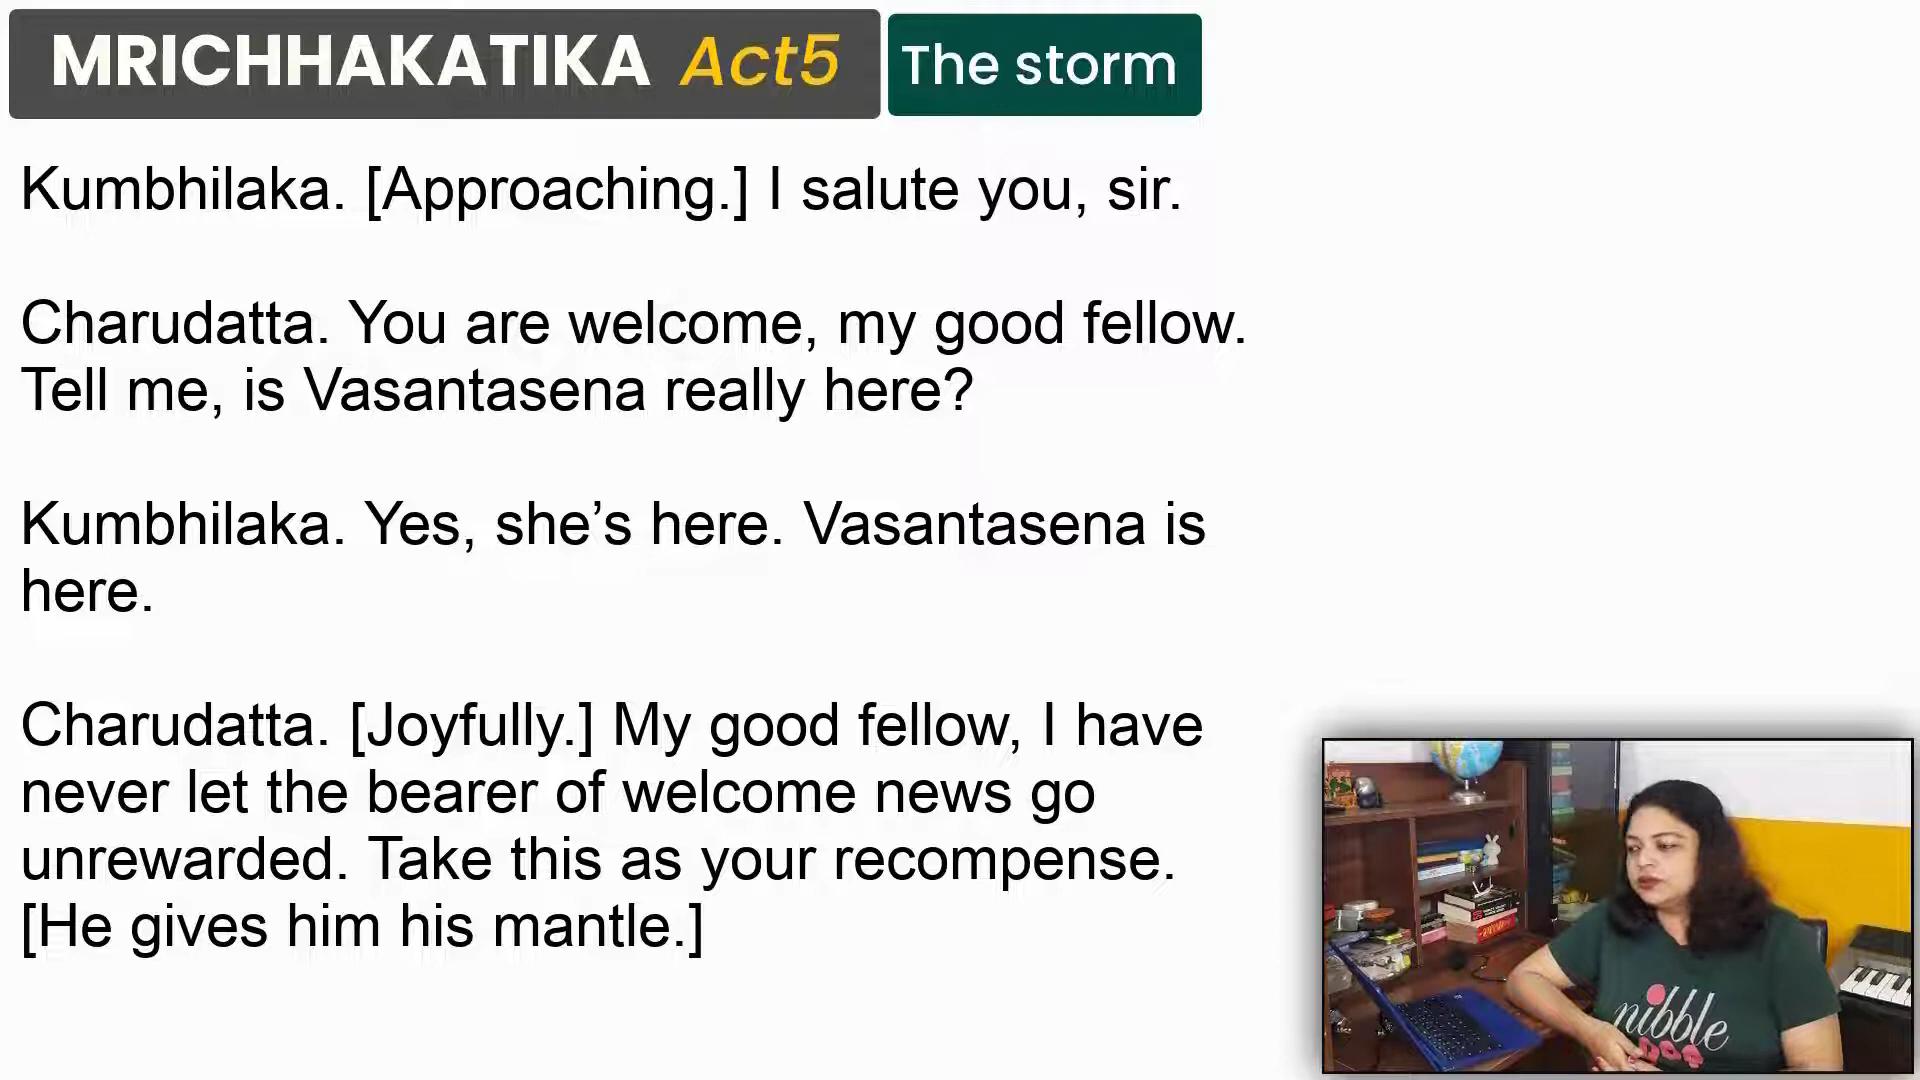 MRICHHAKATIKA Act5
The storm
Kumbhilaka. [Approaching.] I salute you, sir.
Charudatta. You are welcome, my good fellow.
Tell me, is Vasantasena really here?
Kumbhilaka. Yes, she’s here. Vasantasena is
here.
Charudatta. [Joyfully.] My good fellow, I have
never let the bearer of welcome news go
unrewarded. Take this as your recompense.
[He gives him his mantle.]
nibble